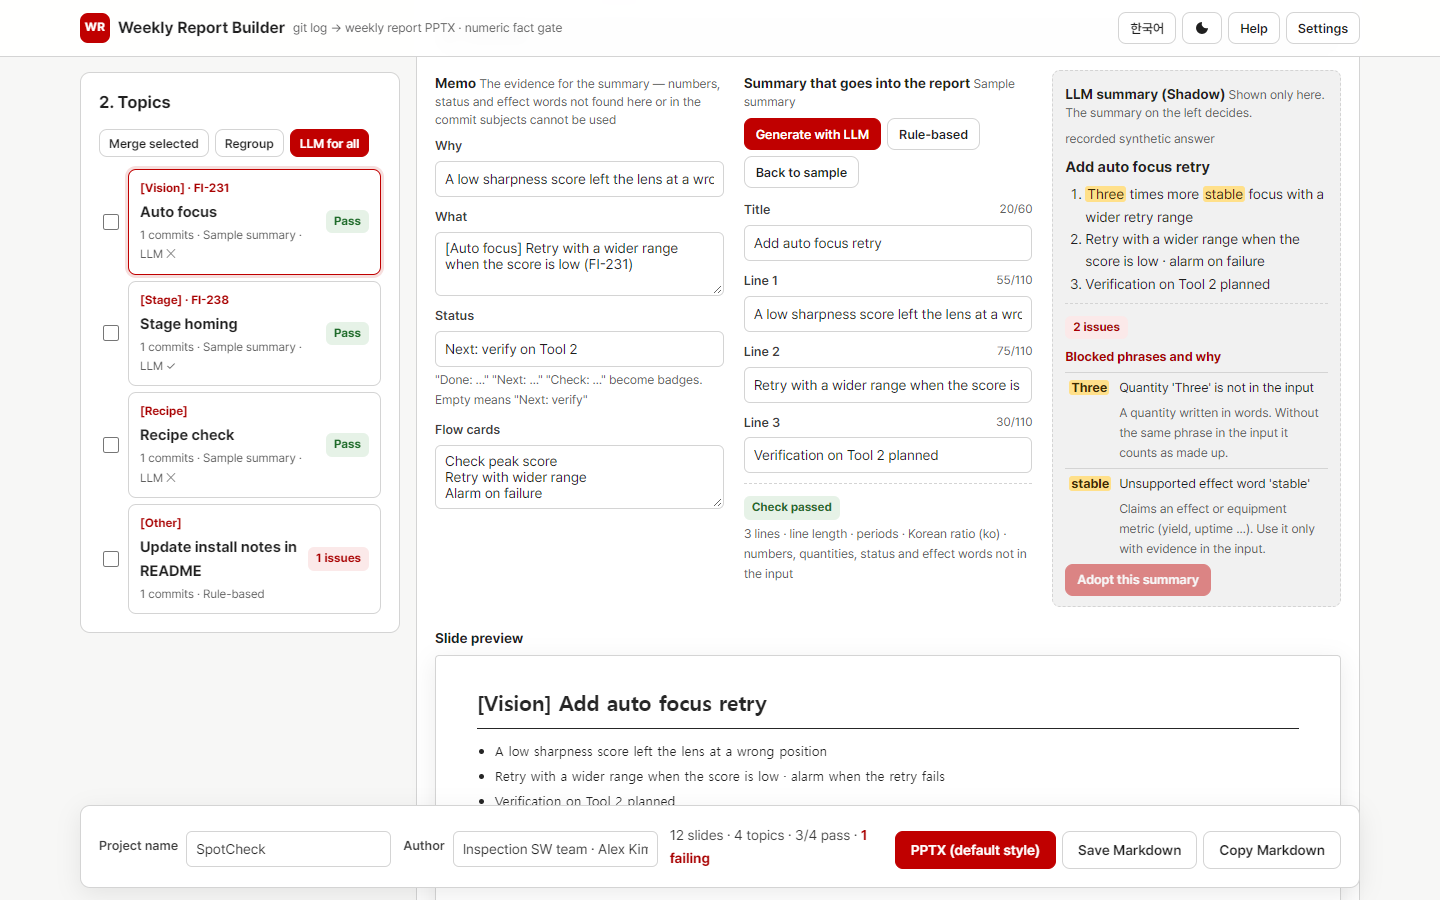 WR Weekly Report Builder git log → weekly report PPTX · numeric fact gate
한국어 Help Settings
2. Topics
Merge selected Regroup LLM for all
[Vision] · FI-231
Auto focus
1 commits · Sample summary ·
LLM ✕
Pass
[Stage] · FI-238
Stage homing
1 commits · Sample summary ·
LLM ✓
Pass
[Recipe]
Recipe check
1 commits · Sample summary ·
LLM ✕
Pass
[Other]
Update install notes in
README
1 commits · Rule-based
1 issues
Memo The evidence for the summary — numbers,
status and effect words not found here or in the
commit subjects cannot be used
Why
A low sharpness score left the lens at a wrc
What
[Auto focus] Retry with a wider range
when the score is low (FI-231)
Status
Next: verify on Tool 2
"Done: ..." "Next: ..." "Check: ..." become badges.
Empty means "Next: verify"
Flow cards
Check peak score
Retry with wider range
Alarm on failure
Summary that goes into the report Sample
summary
Generate with LLM Rule-based
Back to sample
Title 20/60
Add auto focus retry
Line 1 55/110
A low sharpness score left the lens at a wrc
Line 2 75/110
Retry with a wider range when the score is
Line 3 30/110
Verification on Tool 2 planned
Check passed
3 lines · line length · periods · Korean ratio (ko) ·
numbers, quantities, status and effect words not in
the input
LLM summary (Shadow) Shown only here.
The summary on the left decides.
recorded synthetic answer
Add auto focus retry
1. Three times more stable focus with a
wider retry range
2. Retry with a wider range when the
score is low · alarm on failure
3. Verification on Tool 2 planned
2 issues
Blocked phrases and why
Three Quantity 'Three' is not in the input
A quantity written in words. Without
the same phrase in the input it
counts as made up.
stable Unsupported effect word 'stable'
Claims an effect or equipment
metric (yield, uptime ...). Use it only
with evidence in the input.
Adopt this summary
Slide preview
[Vision] Add auto focus retry
• A low sharpness score left the lens at a wrong position
• Retry with a wider range when the score is low · alarm when the retry fails
• Verification on Tool 2 planned
Project name SpotCheck Author Inspection SW team · Alex Kim
12 slides · 4 topics · 3/4 pass · 1
failing
PPTX (default style) Save Markdown Copy Markdown